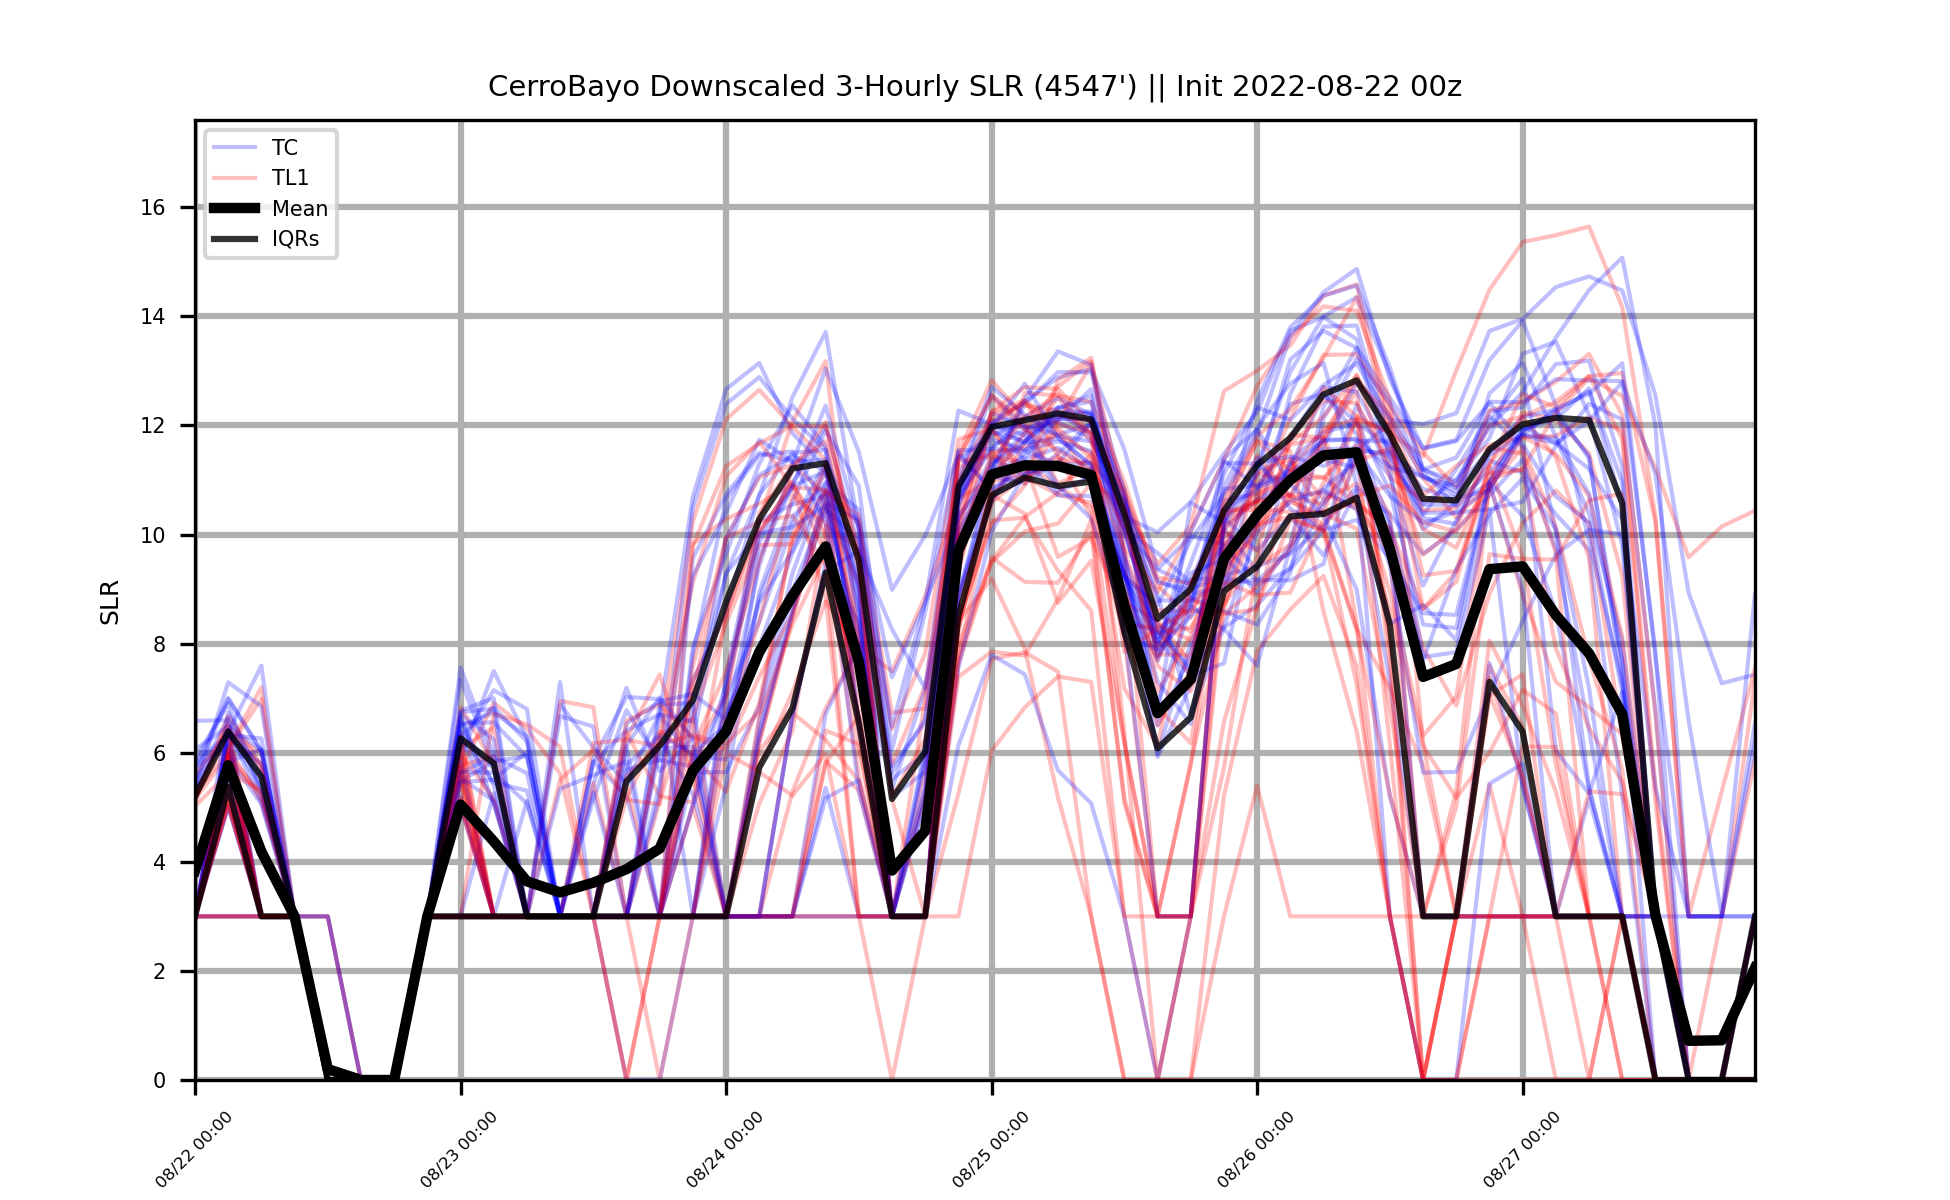 CerroBayo Downscaled 3-Hourly SLR (4547') || Init 2022-08-22 00z
TC
TL1
Mean
IQRs
SLR
16
14
12
10
8
6
4
2
0
08/22 00:00
08/23 00:00
08/24 00:00
08/25 00:00
08/26 00:00
08/27 00:00